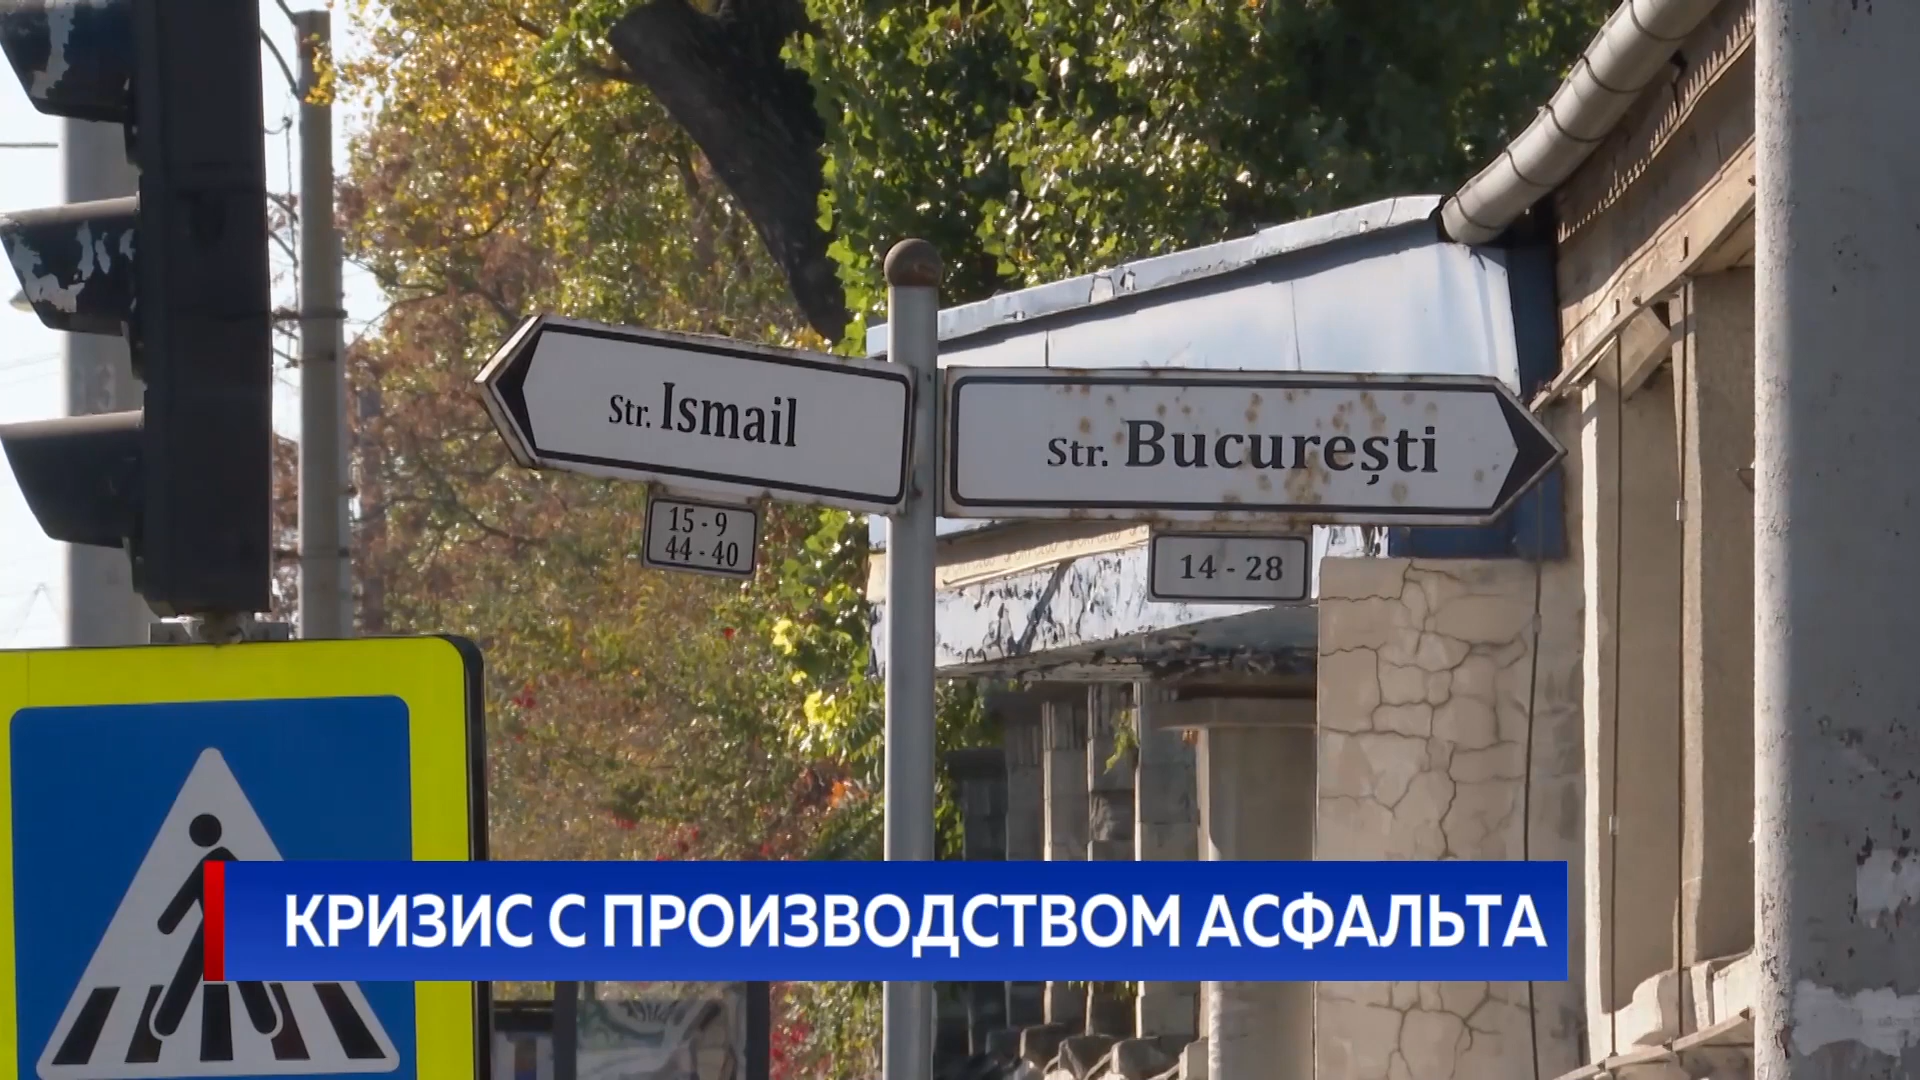 Str. Ismail
15 - 9
44 - 40
Str. București
14 - 28
КРИЗИС С ПРОИЗВОДСТВОМ АСФАЛЬТА